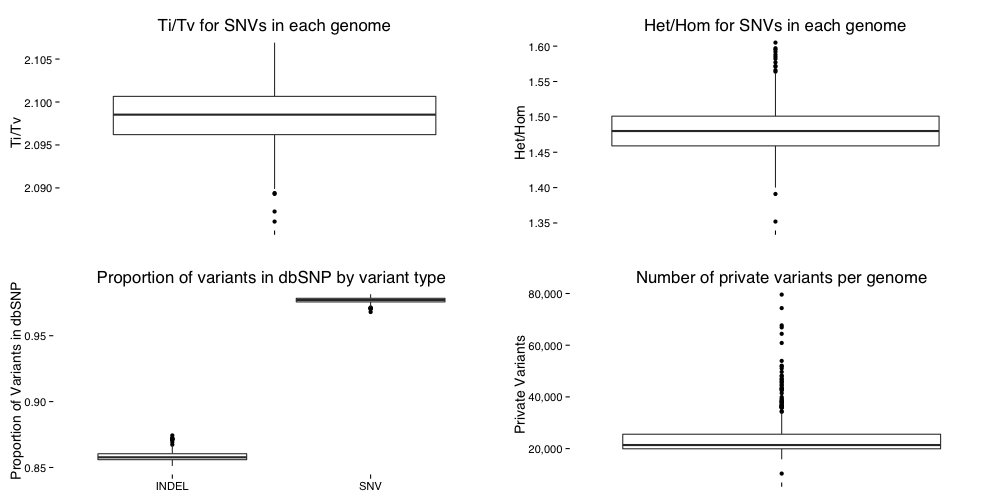 Ti/Tv for SNVs in each genome
Ti/Tv
2.105
2.100
2.095
2.090
Het/Hom for SNVs in each genome
Het/Hom
1.60
1.55
1.50
1.45
1.40
1.35
Proportion of variants in dbSNP by variant type
Proportion of Variants in dbSNP
0.95
0.90
0.85
INDEL
SNV
Number of private variants per genome
Private Variants
80,000
60,000
40,000
20,000